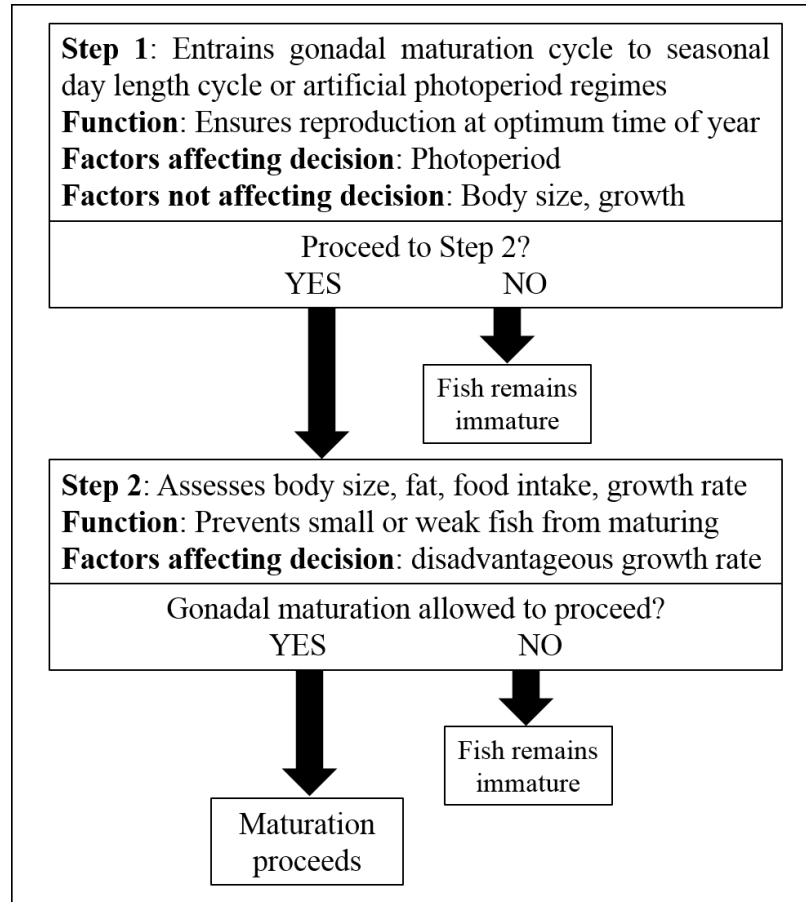 Step 1: Entrains gonadal maturation cycle to seasonal
day length cycle or artificial photoperiod regimes
Function: Ensures reproduction at optimum time of year
Factors affecting decision: Photoperiod
Factors not affecting decision: Body size, growth
Proceed to Step 2?
YES NO
Fish remains
immature
Step 2: Assesses body size, fat, food intake, growth rate
Function: Prevents small or weak fish from maturing
Factors affecting decision: disadvantageous growth rate
Gonadal maturation allowed to proceed?
YES NO
Fish remains
immature
Maturation
proceeds